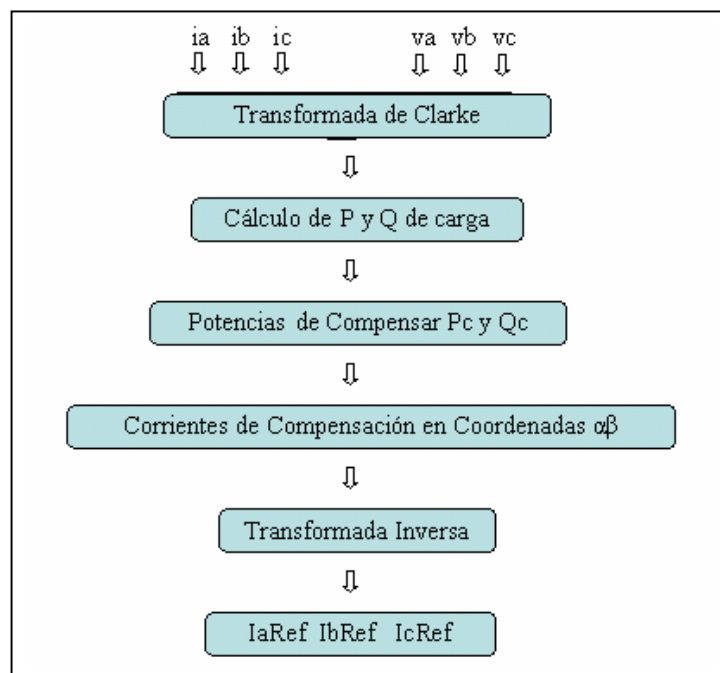 ia ib ic va vb vc
Transformada de Clarke
Cálculo de P y Q de carga
Potencias de Compensar Pc y Qc
Corrientes de Compensación en Coordenadas αβ
Transformada Inversa
IaRef IbRef IcRef